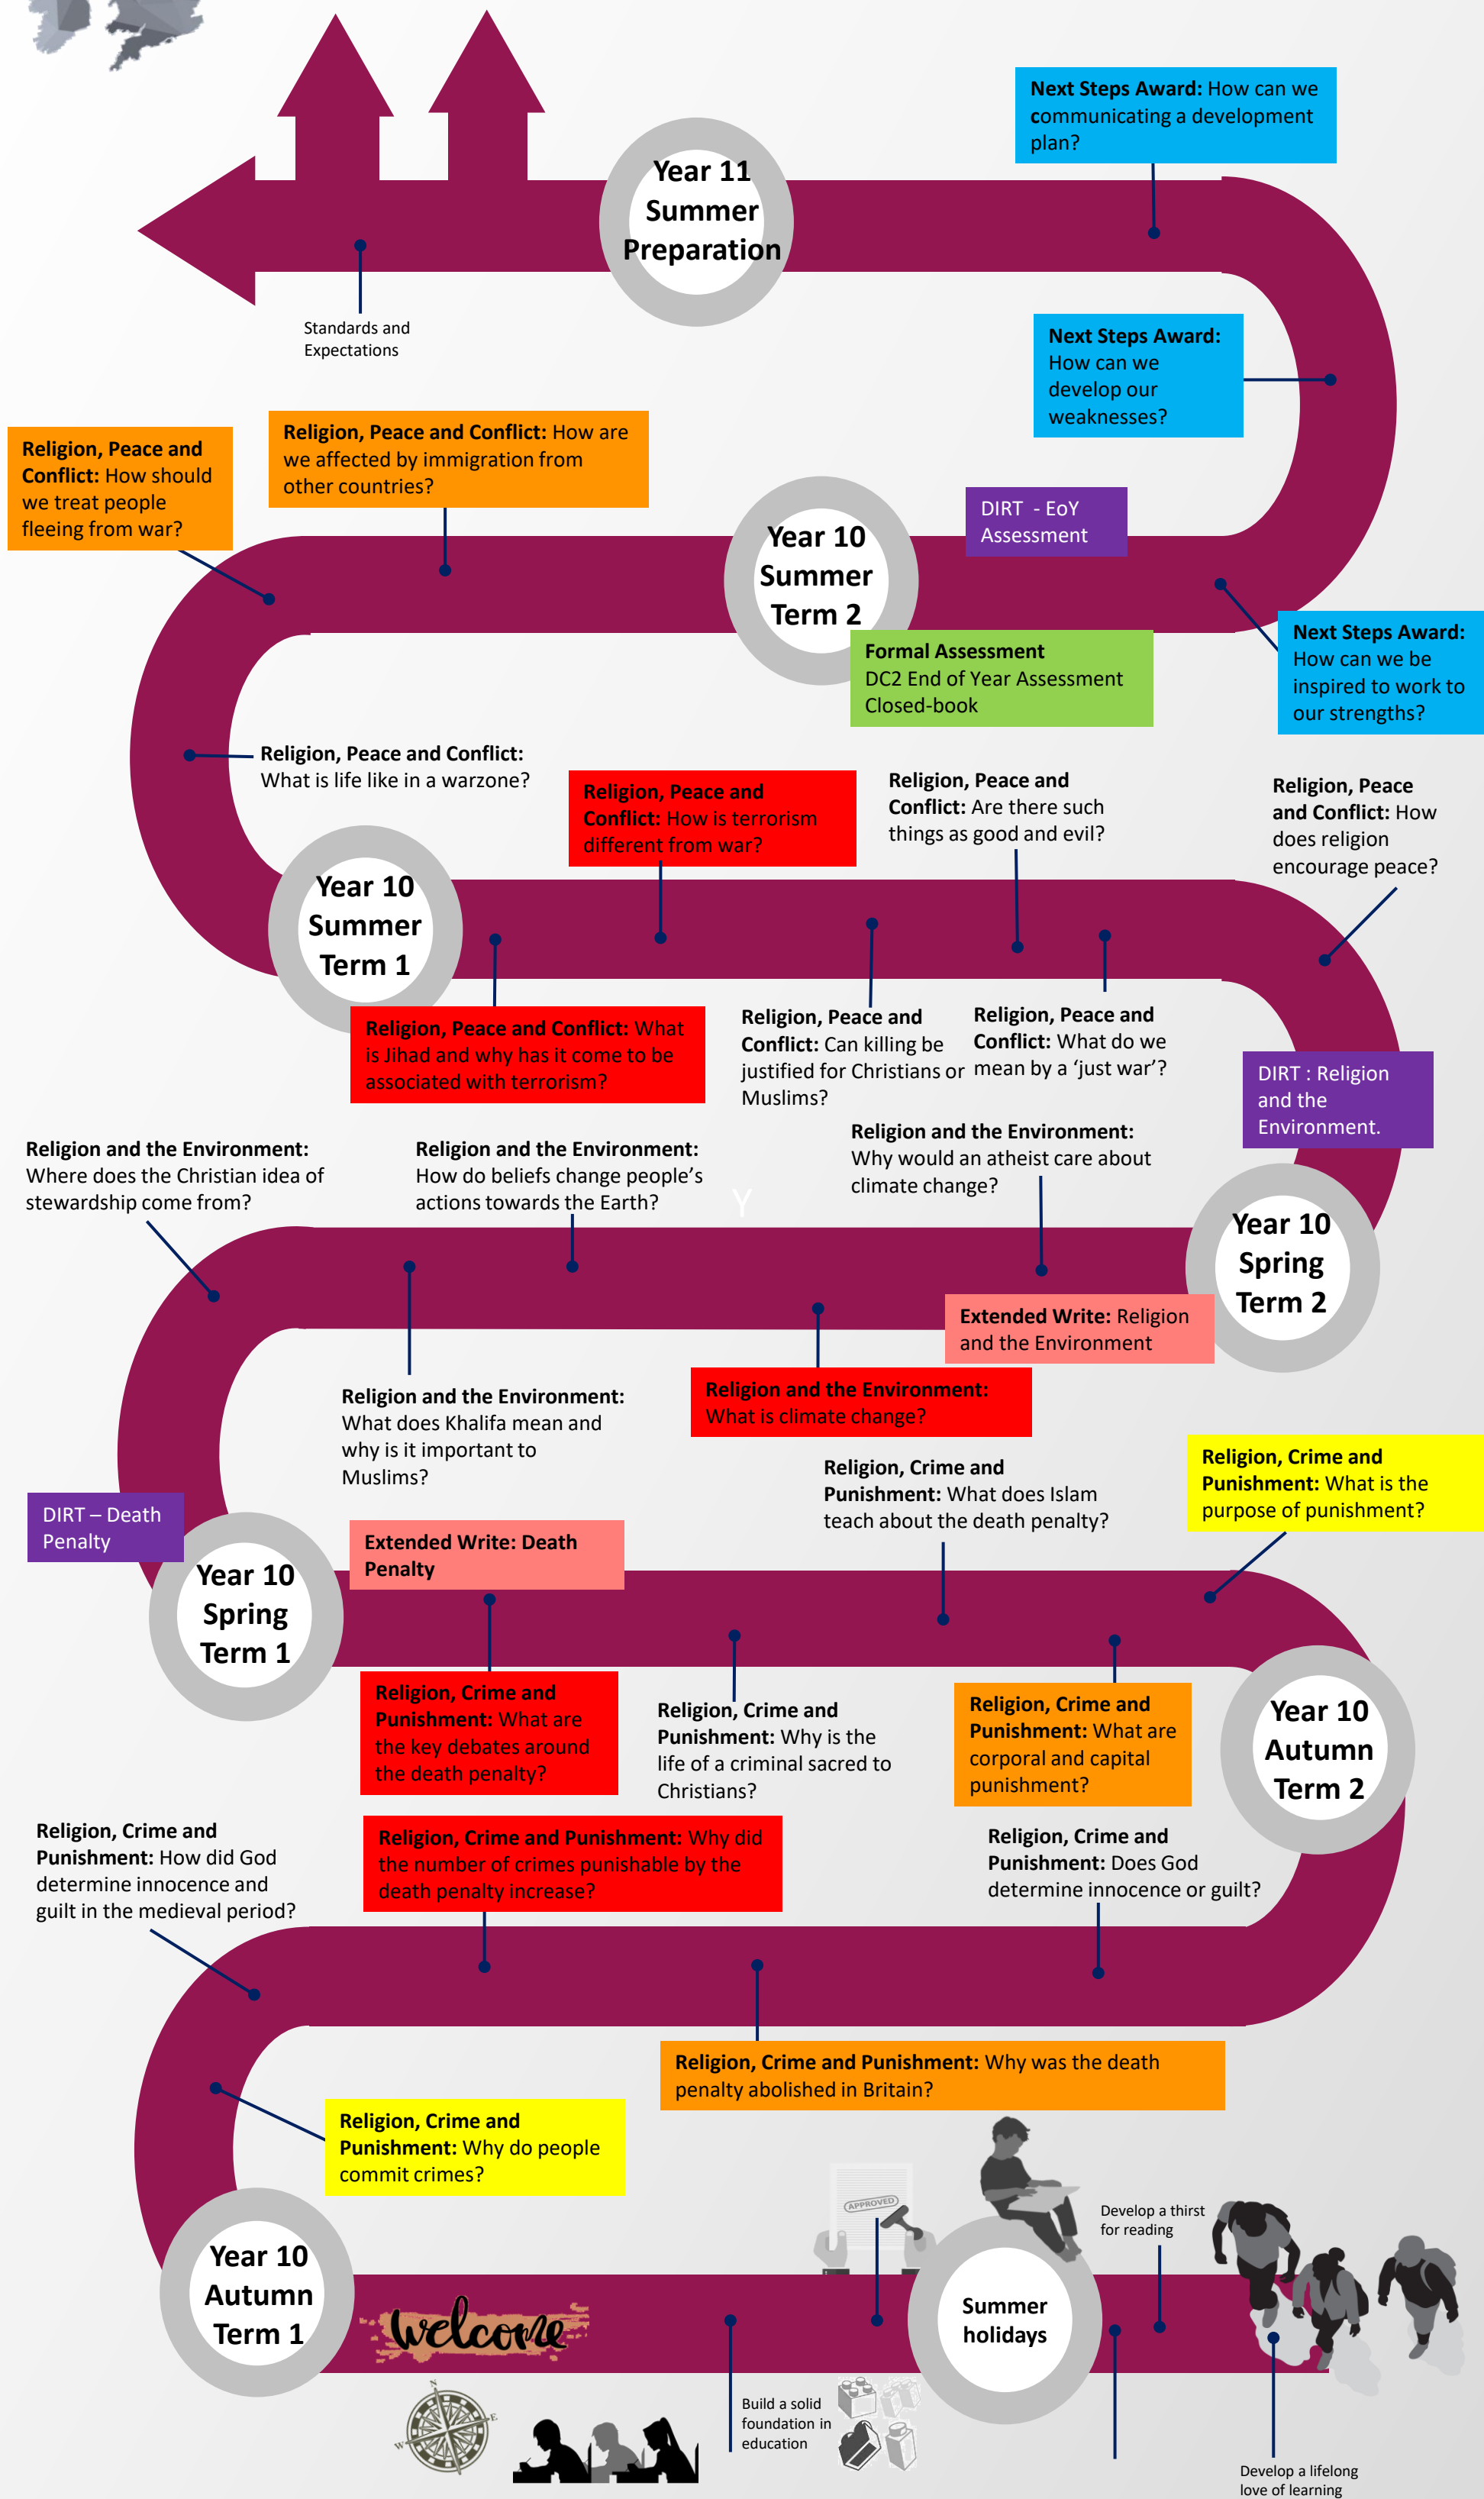 Next Steps Award: How can we
communicating a development
plan?
Year 11
Summer
Preparation
Standards and
Expectations
Next Steps Award:
How can we
develop our
weaknesses?
Religion, Peace and
Conflict: How should
we treat people
fleeing from war?
Religion, Peace and Conflict: How are
we affected by immigration from
other countries?
DIRT - EoY
Assessment
Year 10
Summer
Term 2
Formal Assessment
DC2 End of Year Assessment
Closed-book
Next Steps Award:
How can we be
inspired to work to
our strengths?
Religion, Peace and Conflict:
What is life like in a warzone?
Religion, Peace and
Conflict: How is terrorism
different from war?
Religion, Peace and
Conflict: Are there such
things as good and evil?
Religion, Peace
and Conflict: How
does religion
encourage peace?
Year 10
Summer
Term 1
Religion, Peace and Conflict: What
is Jihad and why has it come to be
associated with terrorism?
Religion, Peace and
Conflict: Can killing be
justified for Christians or
Muslims?
Religion, Peace and
Conflict: What do we
mean by a ‘just war’?
DIRT : Religion
and the
Environment.
Religion and the Environment:
Where does the Christian idea of
stewardship come from?
Religion and the Environment:
How do beliefs change people’s
actions towards the Earth?
Y
Religion and the Environment:
Why would an atheist care about
climate change?
Year 10
Spring
Term 2
Extended Write: Religion
and the Environment
Religion and the Environment:
What does Khalifa mean and
why is it important to
Muslims?
Religion and the Environment:
What is climate change?
Religion, Crime and
Punishment: What does Islam
teach about the death penalty?
Religion, Crime and
Punishment: What is the
purpose of punishment?
DIRT – Death
Penalty
Extended Write: Death
Penalty
Year 10
Spring
Term 1
Religion, Crime and
Punishment: What are
the key debates around
the death penalty?
Religion, Crime and
Punishment: Why is the
life of a criminal sacred to
Christians?
Religion, Crime and
Punishment: What are
corporal and capital
punishment?
Year 10
Autumn
Term 2
Religion, Crime and
Punishment: How did God
determine innocence and
guilt in the medieval period?
Religion, Crime and Punishment: Why did
the number of crimes punishable by the
death penalty increase?
Religion, Crime and
Punishment: Does God
determine innocence or guilt?
Religion, Crime and Punishment: Why was the death
penalty abolished in Britain?
Religion, Crime and
Punishment: Why do people
commit crimes?
APPROVED
Develop a thirst
for reading
Year 10
Autumn
Term 1
welcome
Summer
holidays
N
E
W
Build a solid
foundation in
education
Develop a lifelong
love of learning